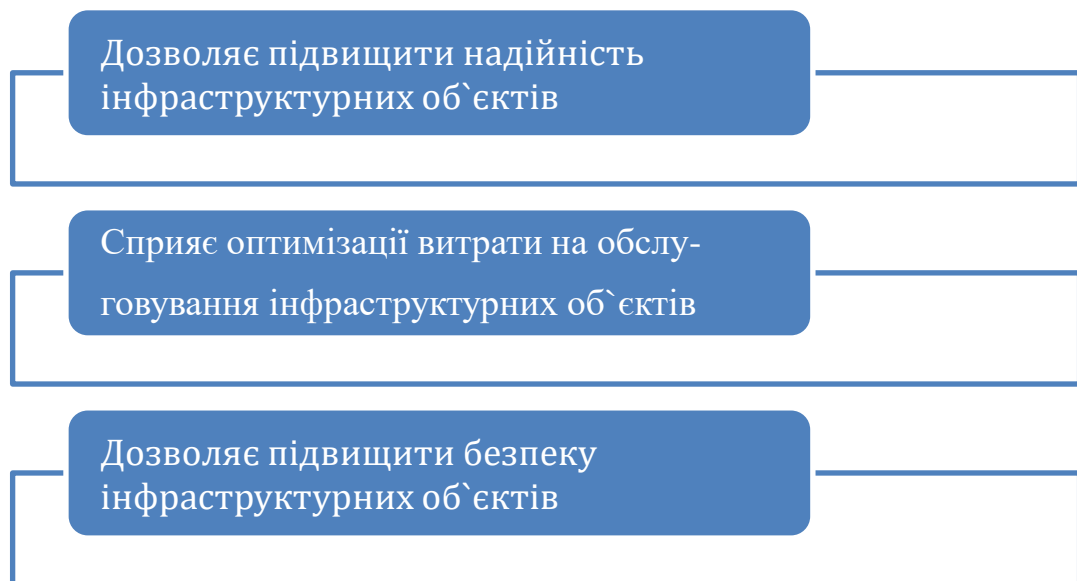 Дозволяє підвищити надійність
інфраструктурних об`єктів
Сприяє оптимізації витрати на обслу-
говування інфраструктурних об`єктів
Дозволяє підвищити безпеку
інфраструктурних об`єктів